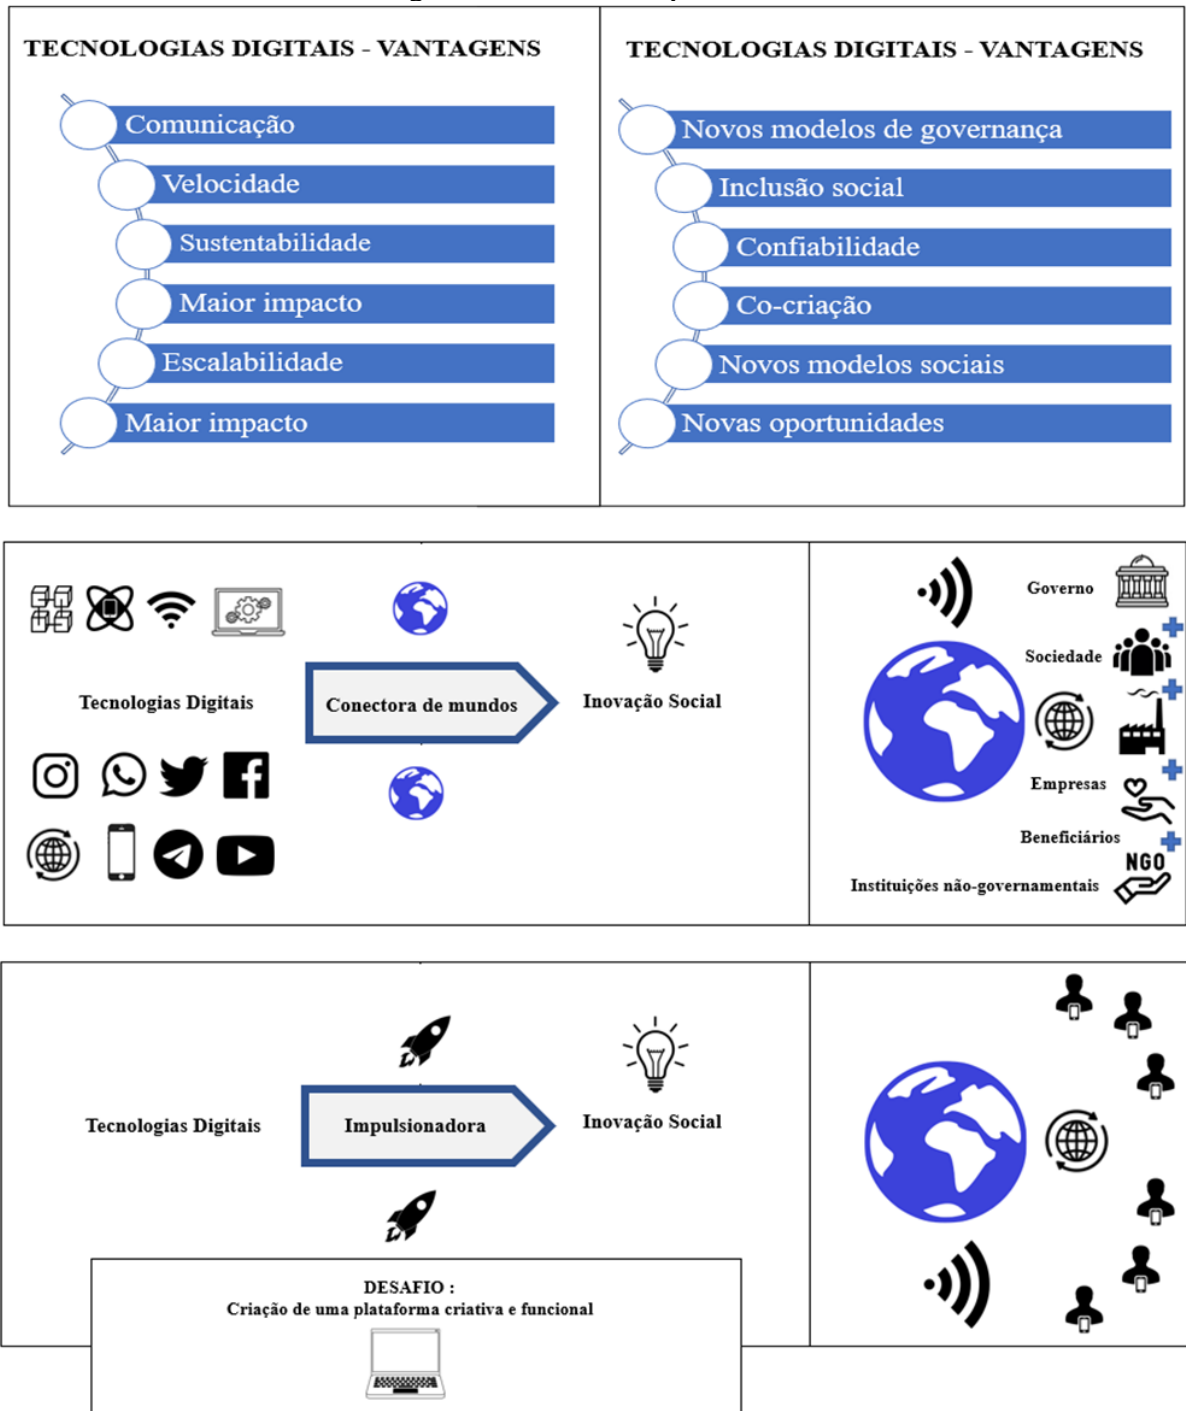 TECNOLOGIAS DIGITAIS - VANTAGENS
Comunicação
Velocidade
Sustentabilidade
Maior impacto
Escalabilidade
Maior impacto
TECNOLOGIAS DIGITAIS - VANTAGENS
Novos modelos de governança
Inclusão social
Confiabilidade
Co-criação
Novos modelos sociais
Novas oportunidades
Tecnologias Digitais
Conectora de mundos
Inovação Social
Governo
Sociedade
Empresas
Beneficiários
NGO
Instituições não-governamentais
Tecnologias Digitais
Impulsionadora
Inovação Social
DESAFIO :
Criação de uma plataforma criativa e funcional